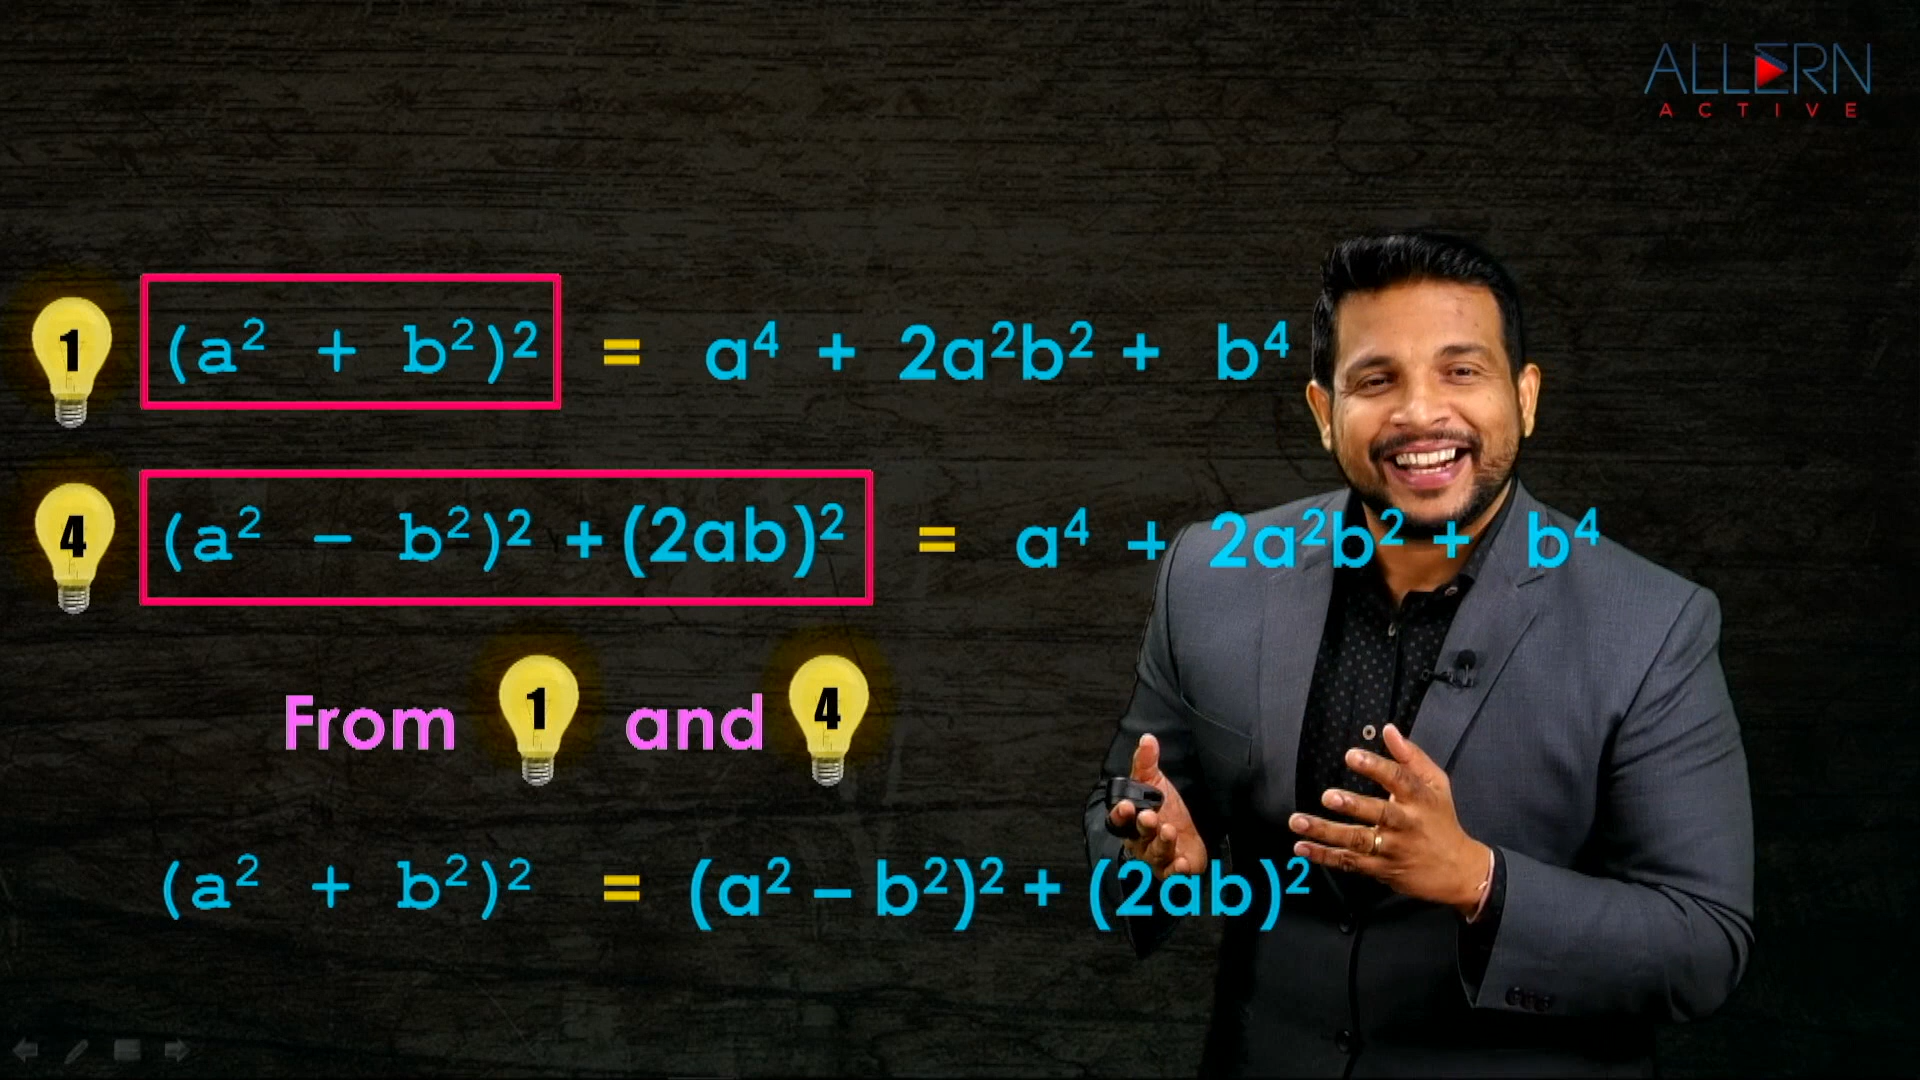 ALLERN
ACTIVE
1 (a² + b²)² = a⁴ + 2a²b² + b⁴
4 (a² − b²)² + (2ab)² = a⁴ + 2a²b² + b⁴
From 1 and 4
(a² + b²)² = (a² − b²)² + (2ab)²